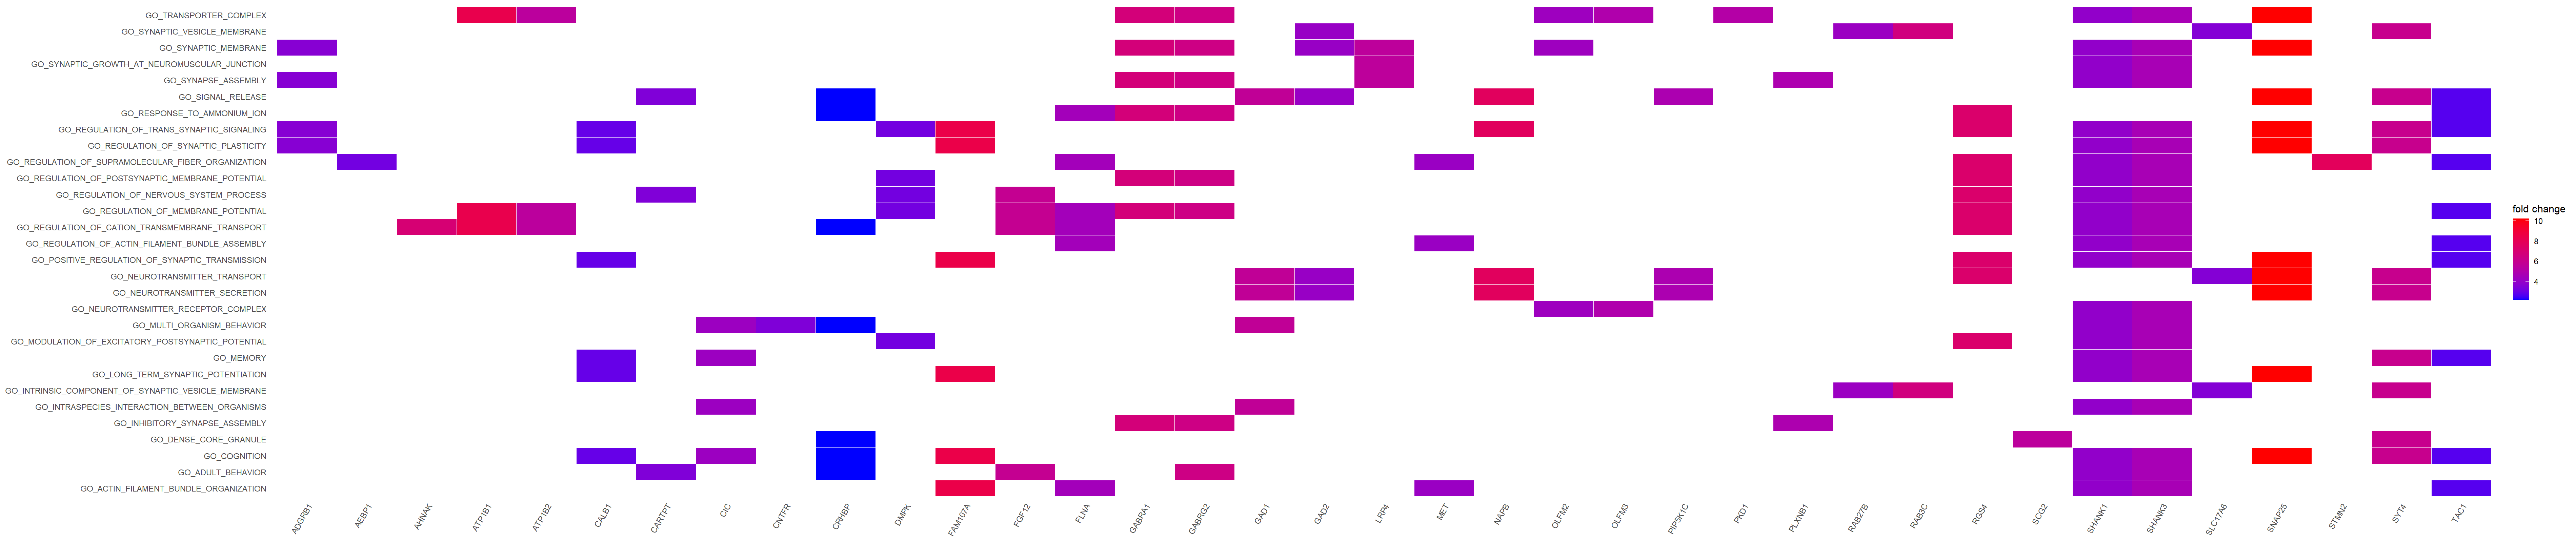 GO_TRANSPORTER_COMPLEX
GO_SYNAPTIC_VESICLE_MEMBRANE
GO_SYNAPTIC_MEMBRANE
GO_SYNAPTIC_GROWTH_AT_NEUROMUSCULAR_JUNCTION
GO_SYNAPSE_ASSEMBLY
GO_SIGNAL_RELEASE
GO_RESPONSE_TO_AMMONIUM_ION
GO_REGULATION_OF_TRANS_SYNAPTIC_SIGNALING
GO_REGULATION_OF_SYNAPTIC_PLASTICITY
GO_REGULATION_OF_SUPRAMOLECULAR_FIBER_ORGANIZATION
GO_REGULATION_OF_POSTSYNAPTIC_MEMBRANE_POTENTIAL
GO_REGULATION_OF_NERVOUS_SYSTEM_PROCESS
GO_REGULATION_OF_MEMBRANE_POTENTIAL
GO_REGULATION_OF_CATION_TRANSMEMBRANE_TRANSPORT
GO_REGULATION_OF_ACTIN_FILAMENT_BUNDLE_ASSEMBLY
GO_POSITIVE_REGULATION_OF_SYNAPTIC_TRANSMISSION
GO_NEUROTRANSMITTER_TRANSPORT
GO_NEUROTRANSMITTER_SECRETION
GO_NEUROTRANSMITTER_RECEPTOR_COMPLEX
GO_MULTI_ORGANISM_BEHAVIOR
GO_MODULATION_OF_EXCITATORY_POSTSYNAPTIC_POTENTIAL
GO_MEMORY
GO_LONG_TERM_SYNAPTIC_POTENTIATION
GO_INTRINSIC_COMPONENT_OF_SYNAPTIC_VESICLE_MEMBRANE
GO_INTRASPECIES_INTERACTION_BETWEEN_ORGANISMS
GO_INHIBITORY_SYNAPSE_ASSEMBLY
GO_DENSE_CORE_GRANULE
GO_COGNITION
GO_ADULT_BEHAVIOR
GO_ACTIN_FILAMENT_BUNDLE_ORGANIZATION
ADGRB1
AEBP1
AHNAK
ATP1B1
ATP1B2
CALB1
CARTPT
CIC
CNTFR
CRHBP
DMPK
FAM107A
FGF12
FLNA
GABRA1
GABRG2
GAD1
GAD2
LRP4
MET
NAPB
OLFM2
OLFM3
PIP5K1C
PKD1
PLXNB1
RAB27B
RAB3C
RGS4
SCG2
SHANK1
SHANK3
SLC17A6
SNAP25
STMN2
SYT4
TAC1
fold change
10
8
6
4